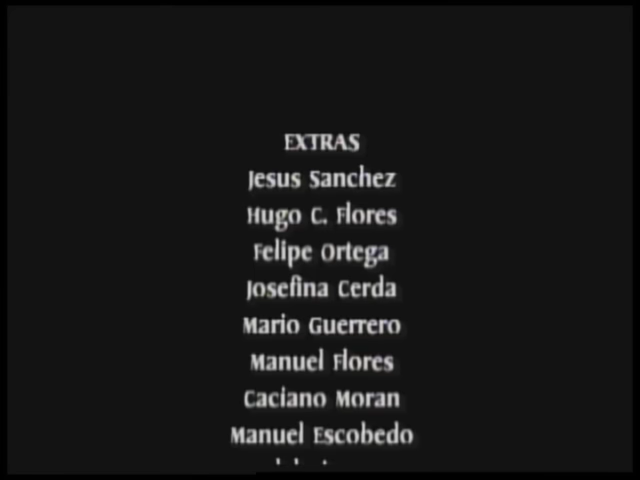 EXTRAS
Jesus Sanchez
Hugo C. Flores
Felipe Ortega
Josefina Cerda
Mario Guerrero
Manuel Flores
Caciano Moran
Manuel Escobedo